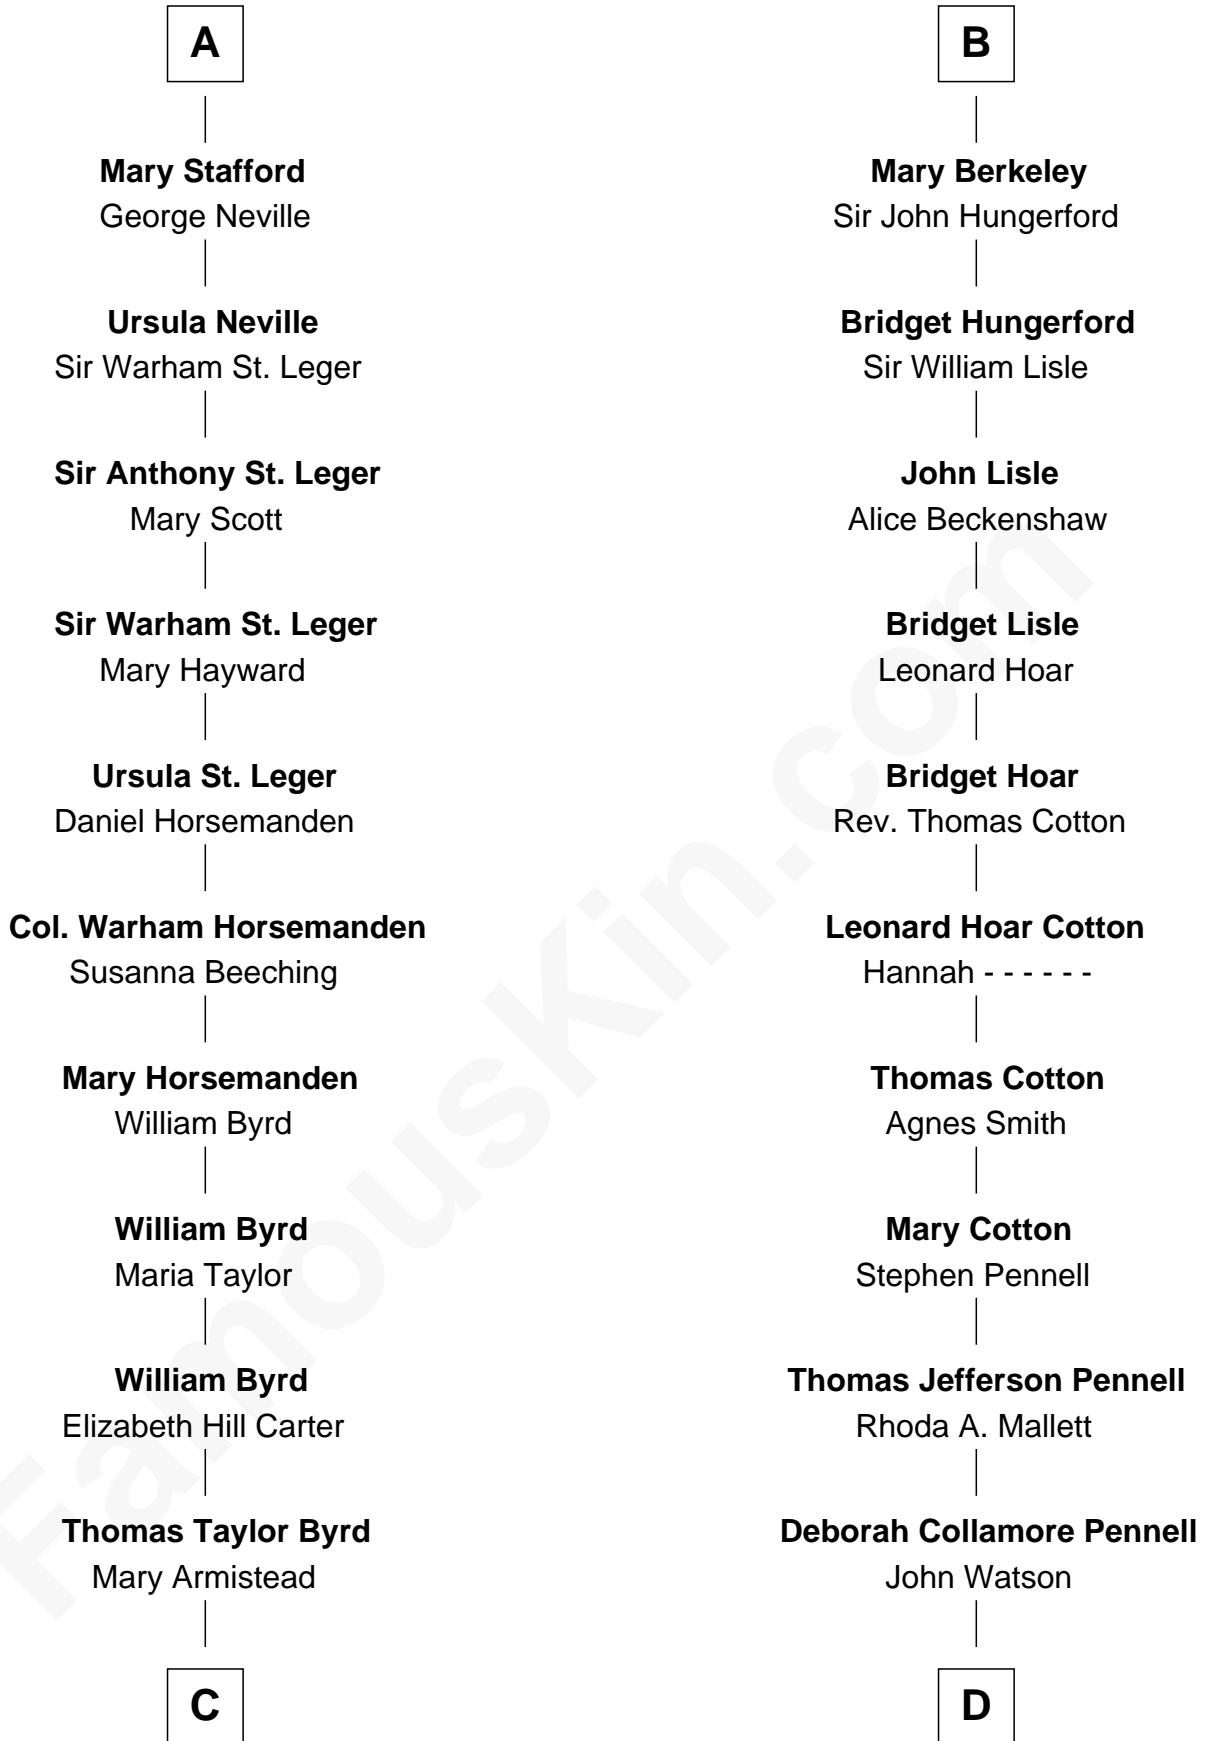 A
Mary Stafford
George Neville
Ursula Neville
Sir Warham St. Leger
Sir Anthony St. Leger
Mary Scott
Sir Warham St. Leger
Mary Hayward
Ursula St. Leger
Daniel Horsemanden
Col. Warham Horsemanden
Susanna Beeching
Mary Horsemanden
William Byrd
William Byrd
Maria Taylor
William Byrd
Elizabeth Hill Carter
Thomas Taylor Byrd
Mary Armistead
C
B
Mary Berkeley
Sir John Hungerford
Bridget Hungerford
Sir William Lisle
John Lisle
Alice Beckenshaw
Bridget Lisle
Leonard Hoar
Bridget Hoar
Rev. Thomas Cotton
Leonard Hoar Cotton
Hannah - - - - - -
Thomas Cotton
Agnes Smith
Mary Cotton
Stephen Pennell
Thomas Jefferson Pennell
Rhoda A. Mallett
Deborah Collamore Pennell
John Watson
D
FamousKin.com